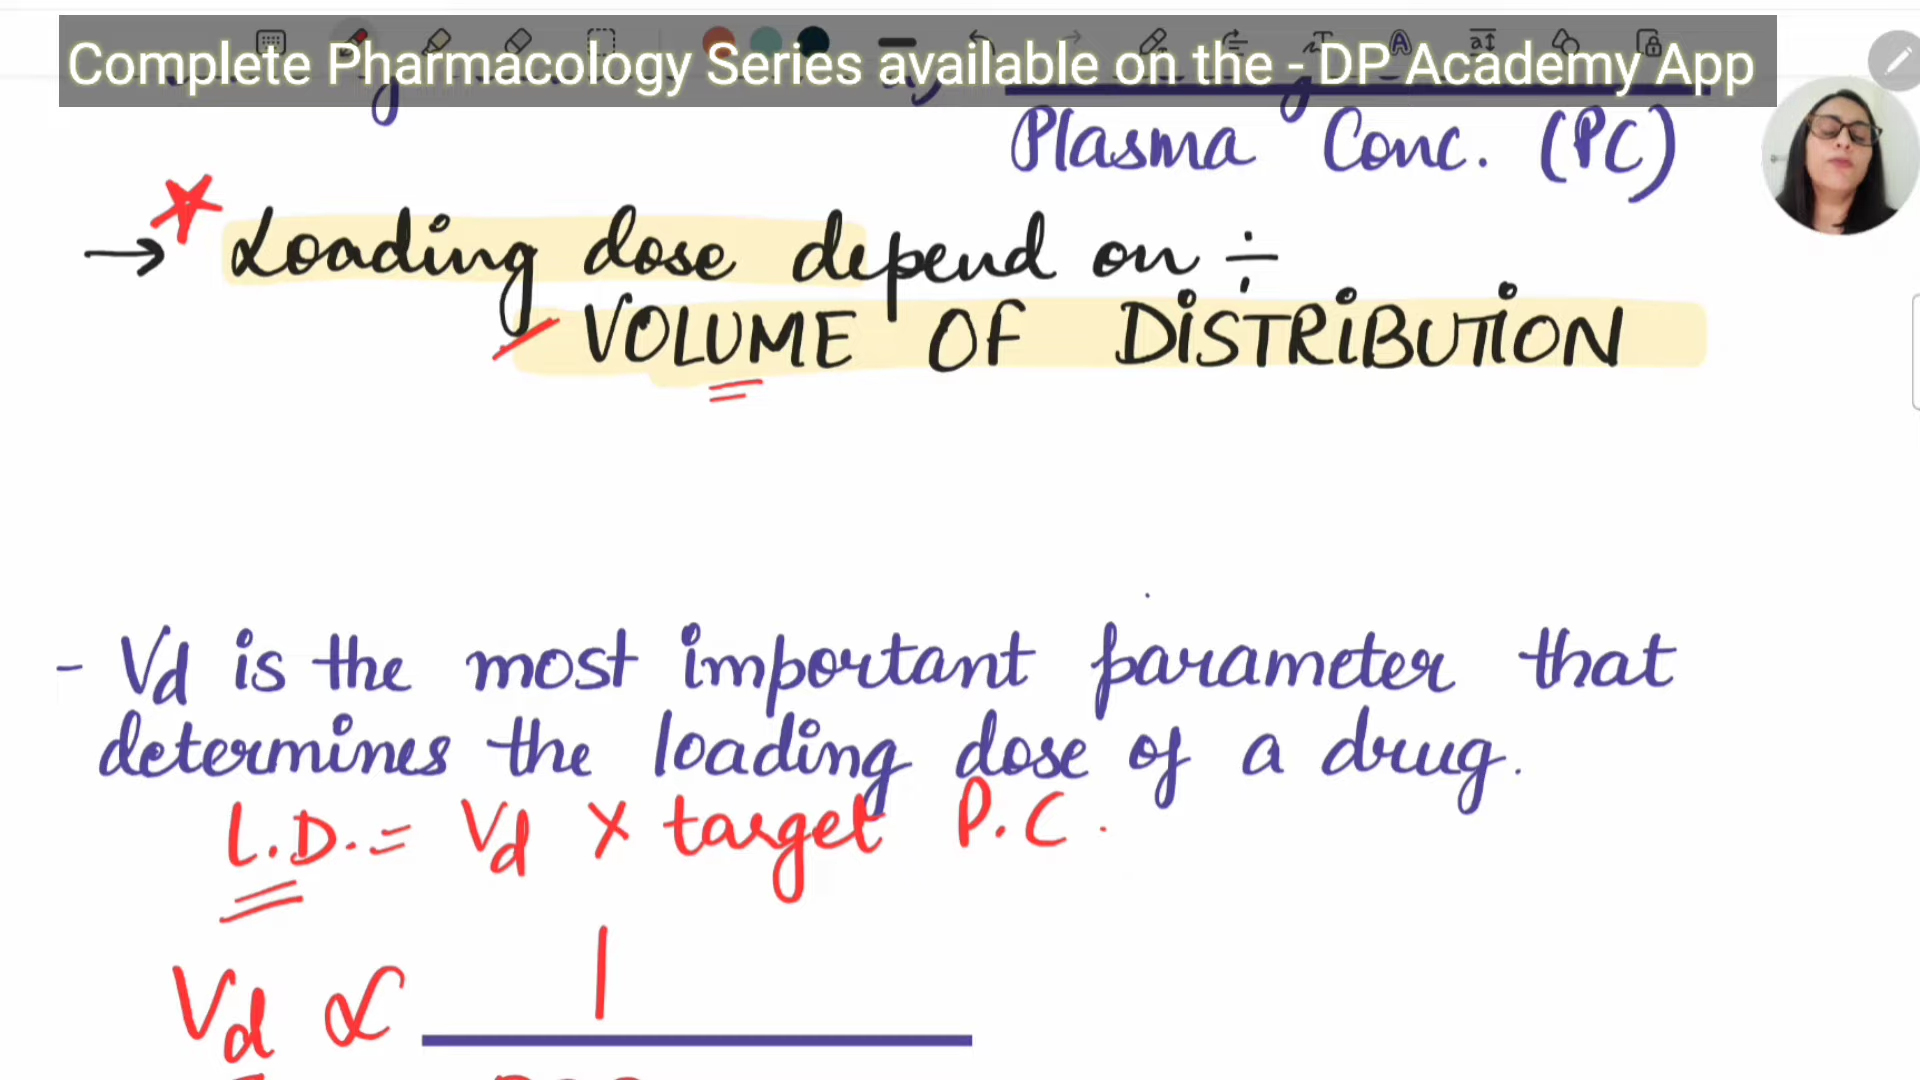 Complete Pharmacology Series available on the - DP Academy App
Plasma Conc. (PC)
→ Loading dose depend on ÷
VOLUME OF DISTRIBUTION
- Vd is the most important parameter that
determines the loading dose of a drug.
L.D. = Vd X target P.C.
Vd ∝ 1